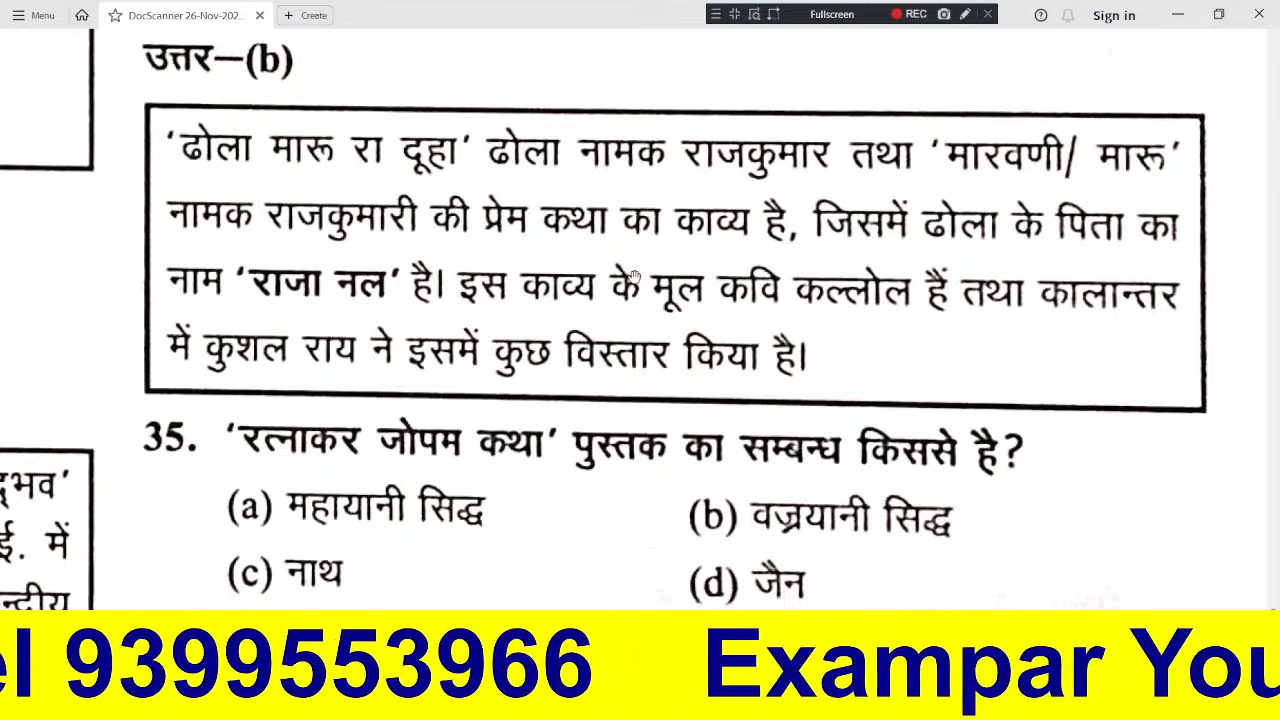 Menu
DocScanner 26-Nov-202...
Create
Fullscreen
REC
Sign in
उत्तर–(b)
'ढोला मारू रा दूहा' ढोला नामक राजकुमार तथा 'मारवणी/ मारू'
नामक राजकुमारी की प्रेम कथा का काव्य है, जिसमें ढोला के पिता का
नाम 'राजा नल' है। इस काव्य के मूल कवि कल्लोल हैं तथा कालान्तर
में कुशल राय ने इसमें कुछ विस्तार किया है।
35. 'रत्नाकर जोपम कथा' पुस्तक का सम्बन्ध किससे है?
(a) महायानी सिद्ध
(b) वज्रयानी सिद्ध
(c) नाथ
(d) जैन
ई. में
9399553966 Exampar You